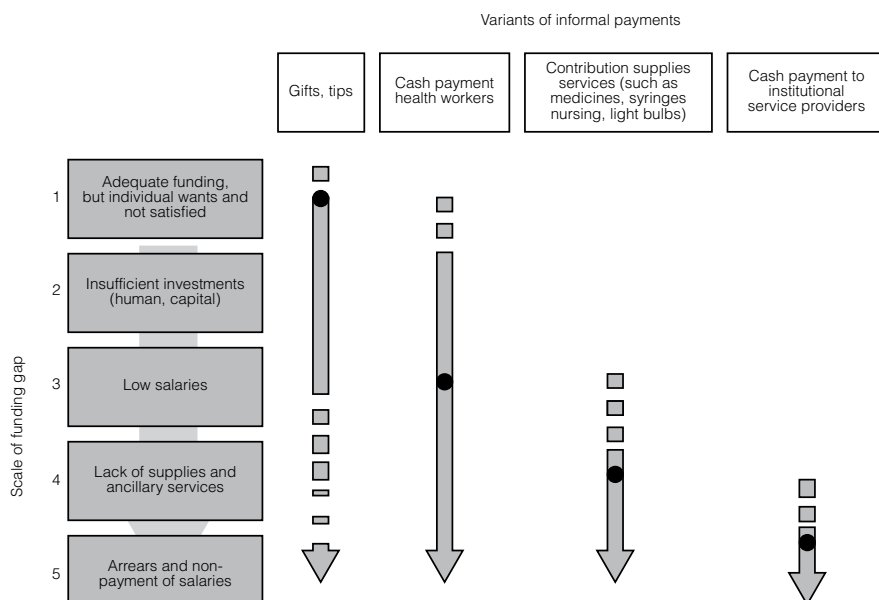 Variants of informal payments
Gifts, tips
Cash payment
health workers
Contribution supplies
services (such as
medicines, syringes
nursing, light bulbs)
Cash payment to
institutional
service providers
Scale of funding gap
1
Adequate funding,
but individual wants and
not satisfied
2
Insufficient investments
(human, capital)
3
Low salaries
4
Lack of supplies and
ancillary services
5
Arrears and non-
payment of salaries